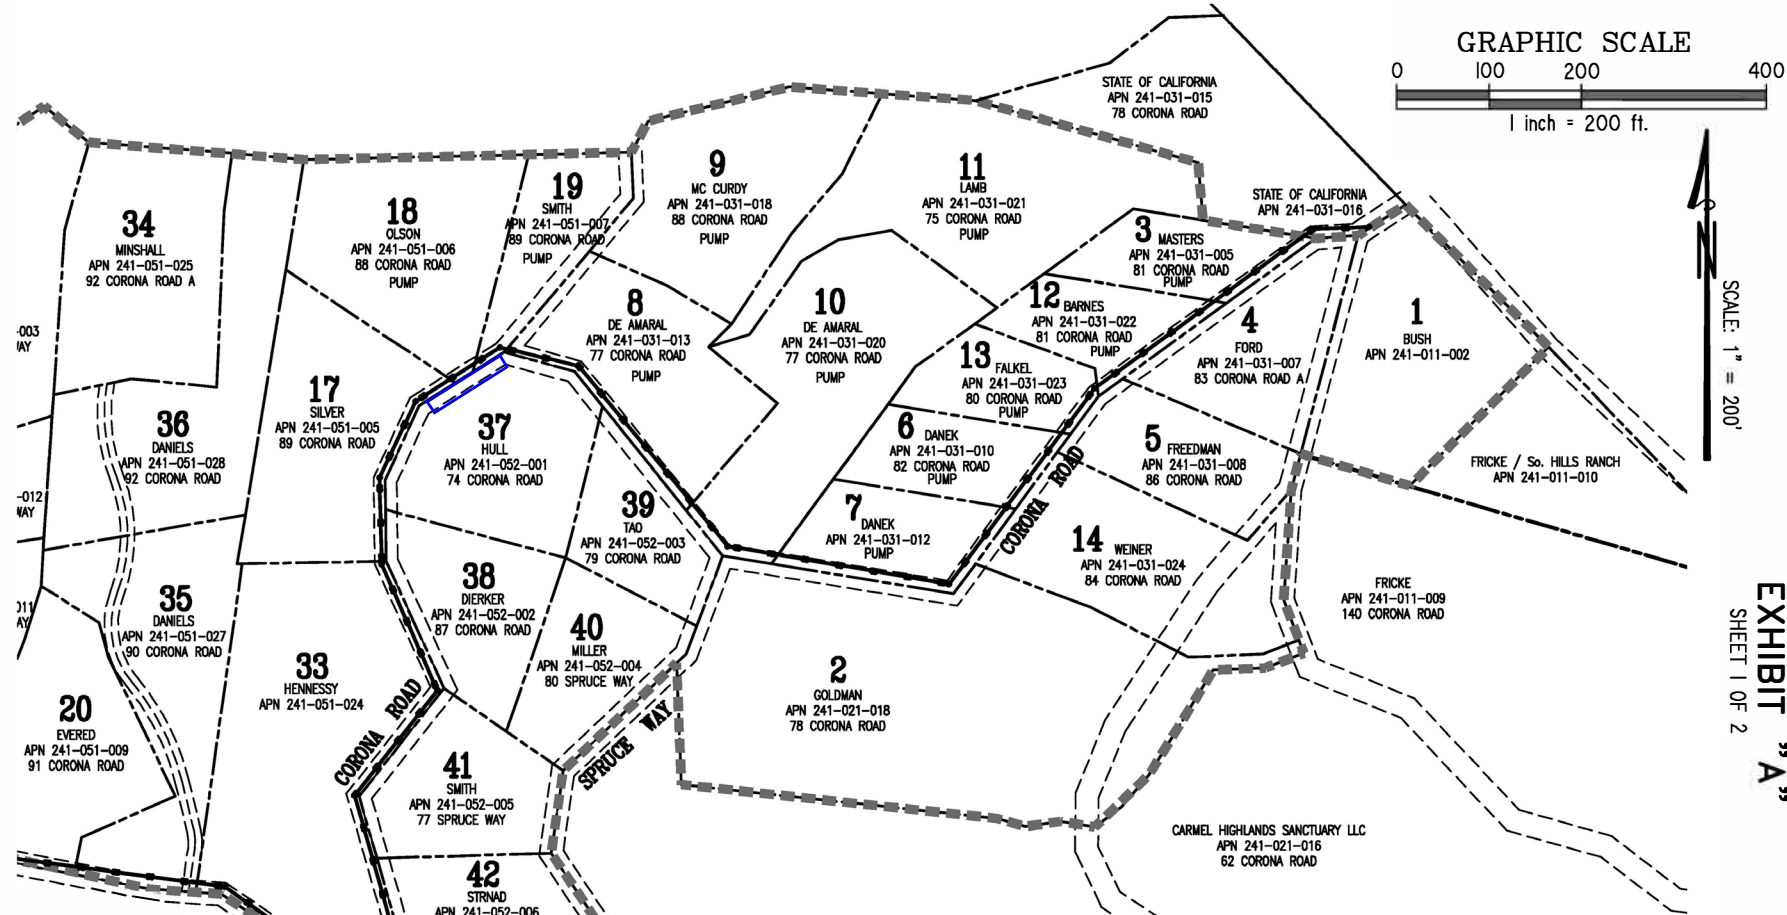 GRAPHIC SCALE
0 100 200 400
1 inch = 200 ft.
N
SCALE: 1" = 200'
EXHIBIT "A"
SHEET 1 OF 2
STATE OF CALIFORNIA
APN 241-031-015
78 CORONA ROAD
STATE OF CALIFORNIA
APN 241-031-016
34
MINSHALL
APN 241-051-025
92 CORONA ROAD A
18
OLSON
APN 241-051-006
88 CORONA ROAD
PUMP
19
SMITH
APN 241-051-007
89 CORONA ROAD
PUMP
9
MC CURDY
APN 241-031-018
88 CORONA ROAD
PUMP
11
LAMB
APN 241-031-021
75 CORONA ROAD
PUMP
3 MASTERS
APN 241-031-005
81 CORONA ROAD
PUMP
12 BARNES
APN 241-031-022
81 CORONA ROAD
PUMP
8
DE AMARAL
APN 241-031-013
77 CORONA ROAD
PUMP
10
DE AMARAL
APN 241-031-020
77 CORONA ROAD
PUMP
4
FORD
APN 241-031-007
83 CORONA ROAD A
1
BUSH
APN 241-011-002
13 FALKEL
APN 241-031-023
80 CORONA ROAD
PUMP
-003
WAY
17
SILVER
APN 241-051-005
89 CORONA ROAD
36
DANIELS
APN 241-051-028
92 CORONA ROAD
37
HULL
APN 241-052-001
74 CORONA ROAD
6 DANEK
APN 241-031-010
82 CORONA ROAD
PUMP
5 FREEDMAN
APN 241-031-008
86 CORONA ROAD
FRICKE / So. HILLS RANCH
APN 241-011-010
-012
WAY
39
TAO
APN 241-052-003
79 CORONA ROAD
7
DANEK
APN 241-031-012
PUMP
CORONA ROAD
14 WEINER
APN 241-031-024
84 CORONA ROAD
FRICKE
APN 241-011-009
140 CORONA ROAD
011
AY
35
DANIELS
APN 241-051-027
90 CORONA ROAD
38
DIERKER
APN 241-052-002
87 CORONA ROAD
40
MILLER
APN 241-052-004
80 SPRUCE WAY
33
HENNESSY
APN 241-051-024
2
GOLDMAN
APN 241-021-018
78 CORONA ROAD
20
EVERED
APN 241-051-009
91 CORONA ROAD
CORONA ROAD
SPRUCE WAY
41
SMITH
APN 241-052-005
77 SPRUCE WAY
CARMEL HIGHLANDS SANCTUARY LLC
APN 241-021-016
62 CORONA ROAD
42
STRNAD
APN 241-052-006